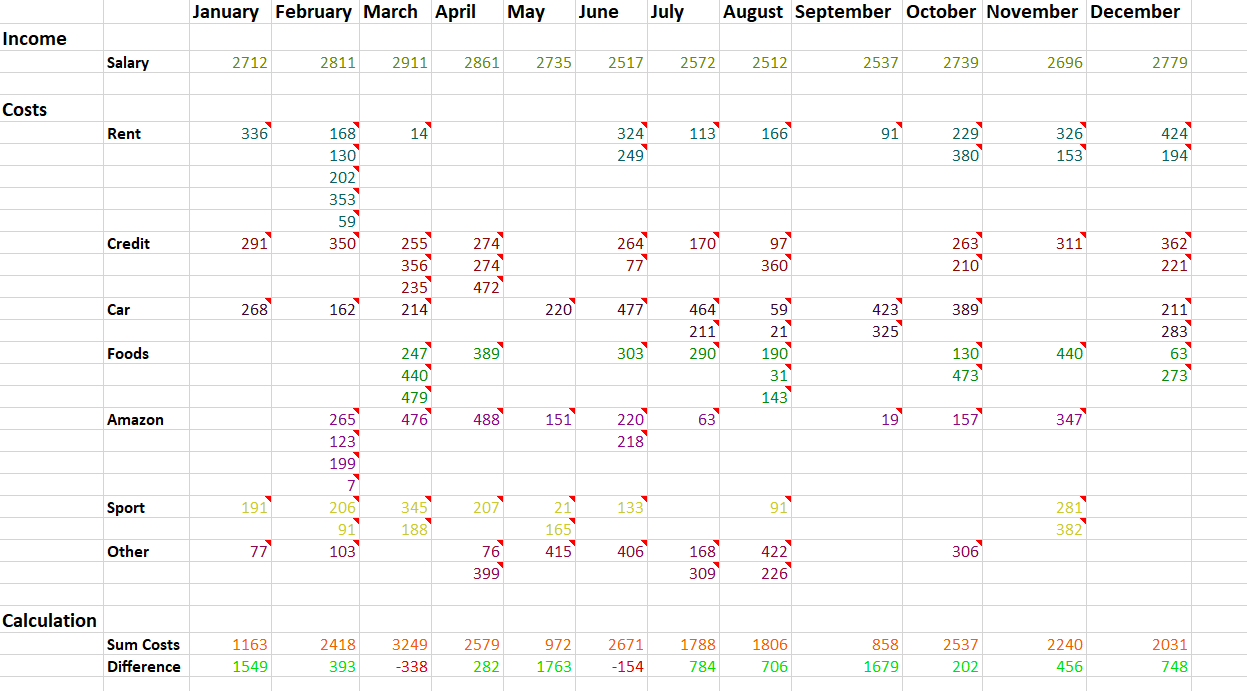 January February March April May June July August September October November December
Income
Salary 2712 2811 2911 2861 2735 2517 2572 2512 2537 2739 2696 2779
Costs
Rent 336 168 14 324 113 166 91 229 326 424
130 249 380 153 194
202
353
59
Credit 291 350 255 274 264 170 97 263 311 362
356 274 77 360 210 221
235 472
Car 268 162 214 220 477 464 59 423 389 211
211 21 325 283
Foods 247 389 303 290 190 130 440 63
440 31 473 273
479 143
Amazon 265 476 488 151 220 63 19 157 347
123 218
199
7
Sport 191 206 345 207 21 133 91 281
91 188 165 382
Other 77 103 76 415 406 168 422 306
399 309 226
Calculation
Sum Costs 1163 2418 3249 2579 972 2671 1788 1806 858 2537 2240 2031
Difference 1549 393 -338 282 1763 -154 784 706 1679 202 456 748